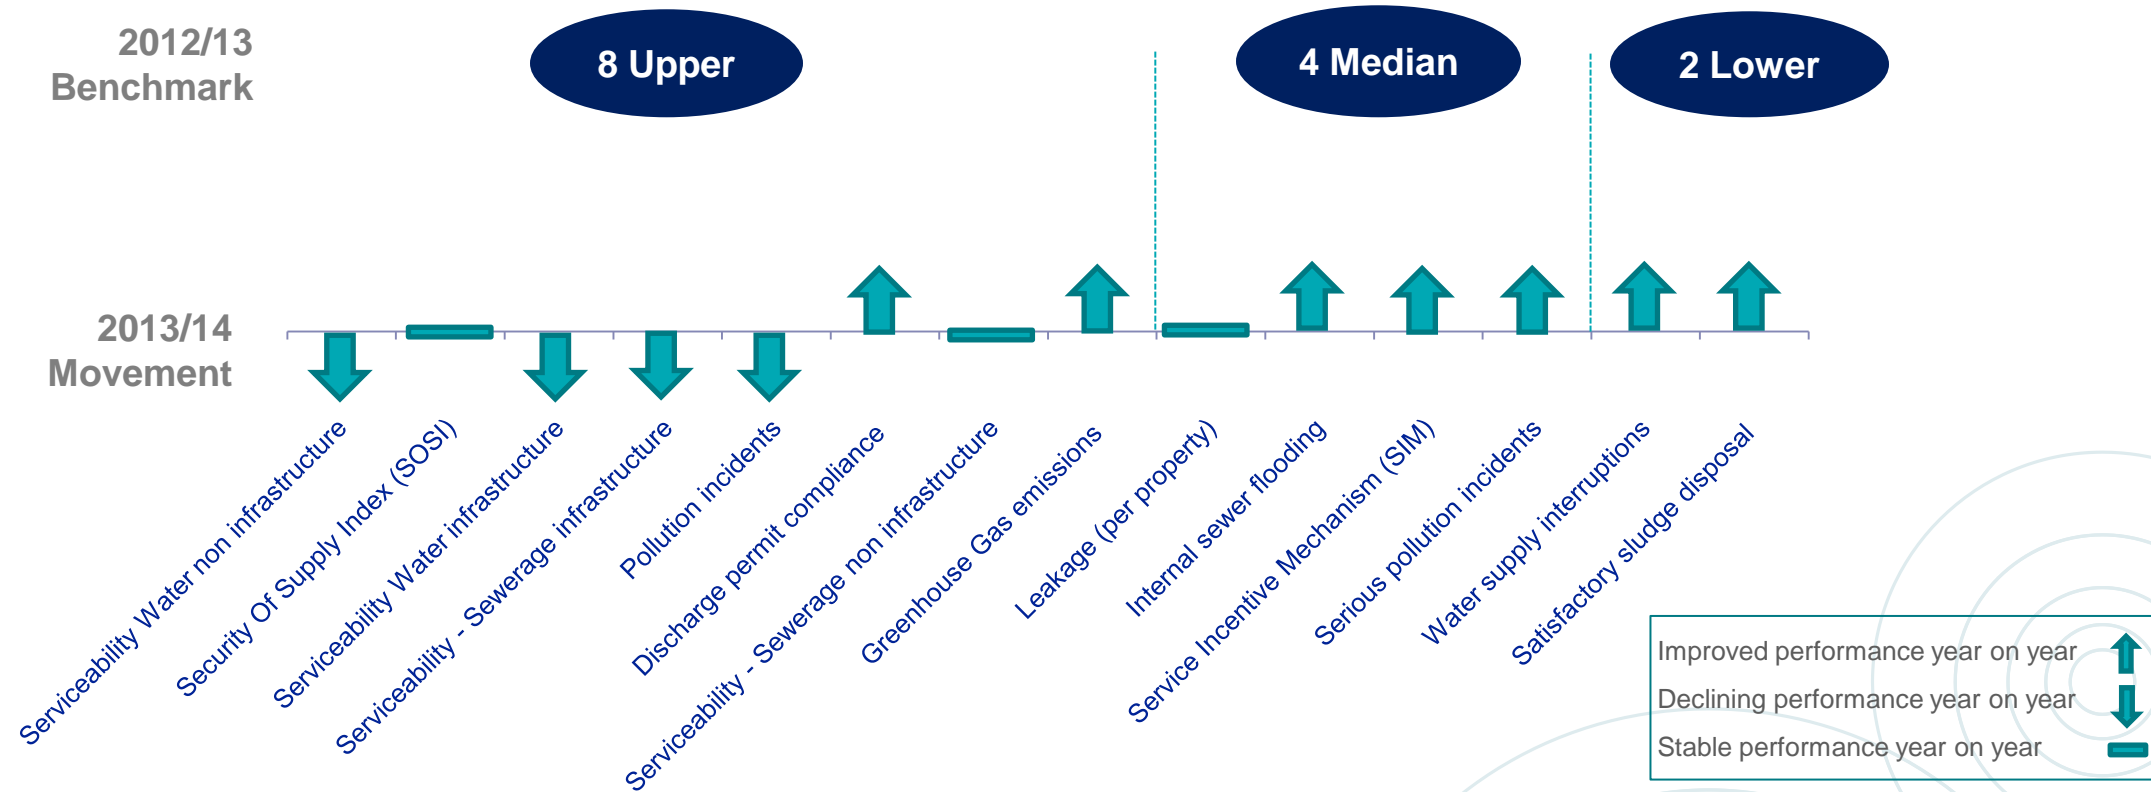 2012/13
Benchmark
8 Upper
4 Median
2 Lower
2013/14
Movement
Serviceability Water non infrastructure
Security Of Supply Index (SOSI)
Serviceability Water infrastructure
Serviceability - Sewerage infrastructure
Pollution incidents
Discharge permit compliance
Serviceability - Sewerage non infrastructure
Greenhouse Gas emissions
Leakage (per property)
Internal sewer flooding
Service Incentive Mechanism (SIM)
Serious pollution incidents
Water supply interruptions
Satisfactory sludge disposal
Improved performance year on year
Declining performance year on year
Stable performance year on year